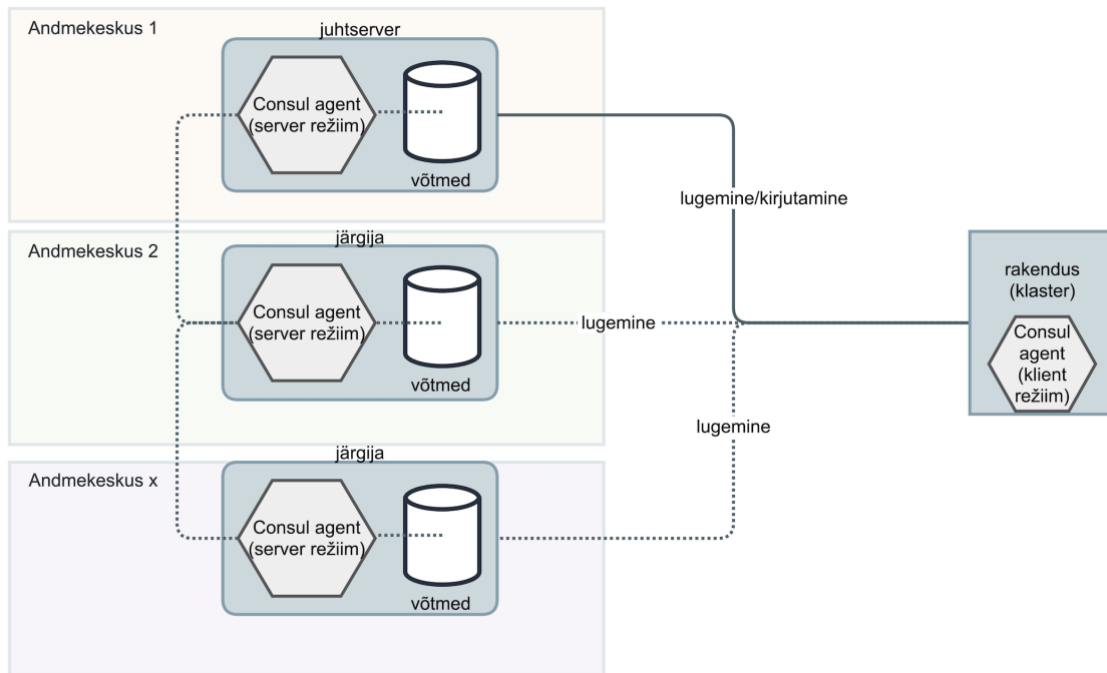 Andmekeskus 1
juhtserver
Consul agent
(server režiim)
võtmed
lugemine/kirjutamine
Andmekeskus 2
järgija
Consul agent
(server režiim)
võtmed
lugemine
rakendus
(klaster)
Consul
agent
(klient
režiim)
lugemine
Andmekeskus x
järgija
Consul agent
(server režiim)
võtmed